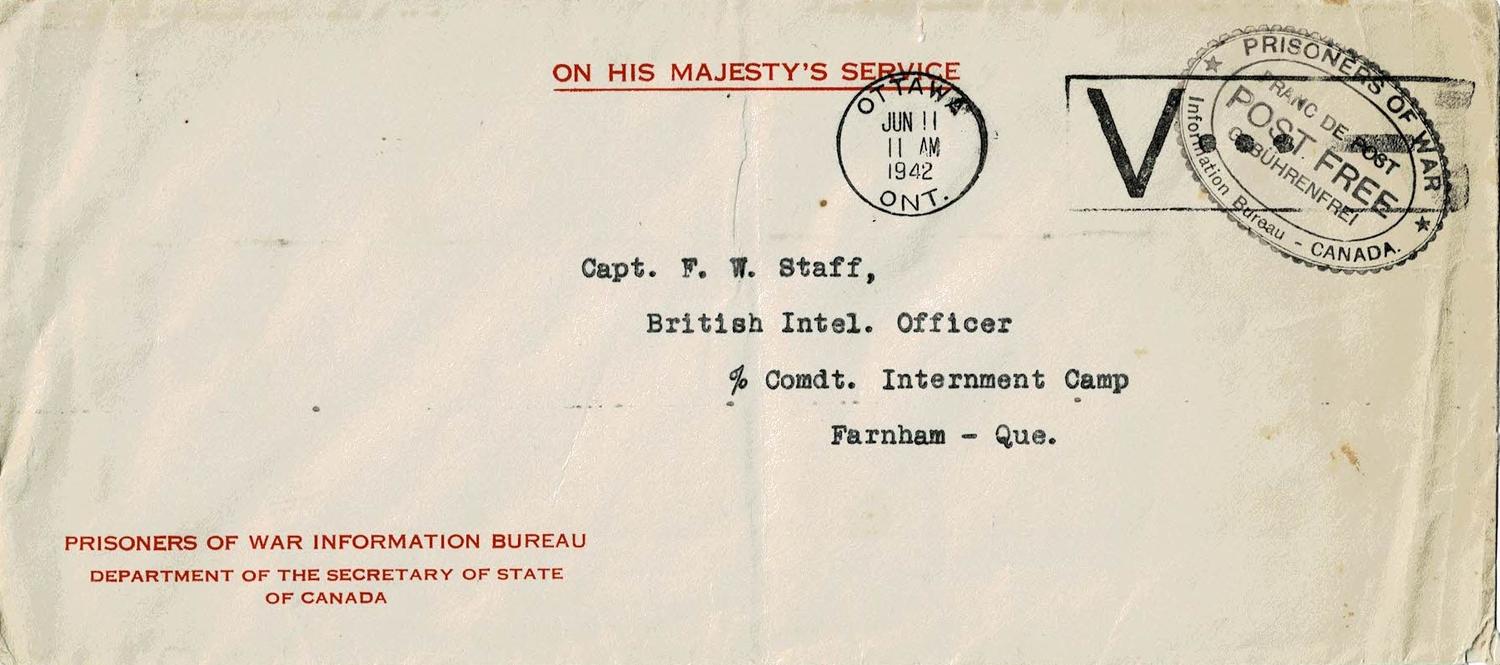 ON HIS MAJESTY'S SERVICE
OTTAWA
JUN 11
11 AM
1942
ONT.
V...–
PRISONERS OF WAR
FRANC DE POST
POST FREE
GEBÜHRENFREI
Information Bureau - CANADA.
Capt. F. W. Staff,
British Intel. Officer
% Comdt. Internment Camp
Farnham - Que.
PRISONERS OF WAR INFORMATION BUREAU
DEPARTMENT OF THE SECRETARY OF STATE
OF CANADA